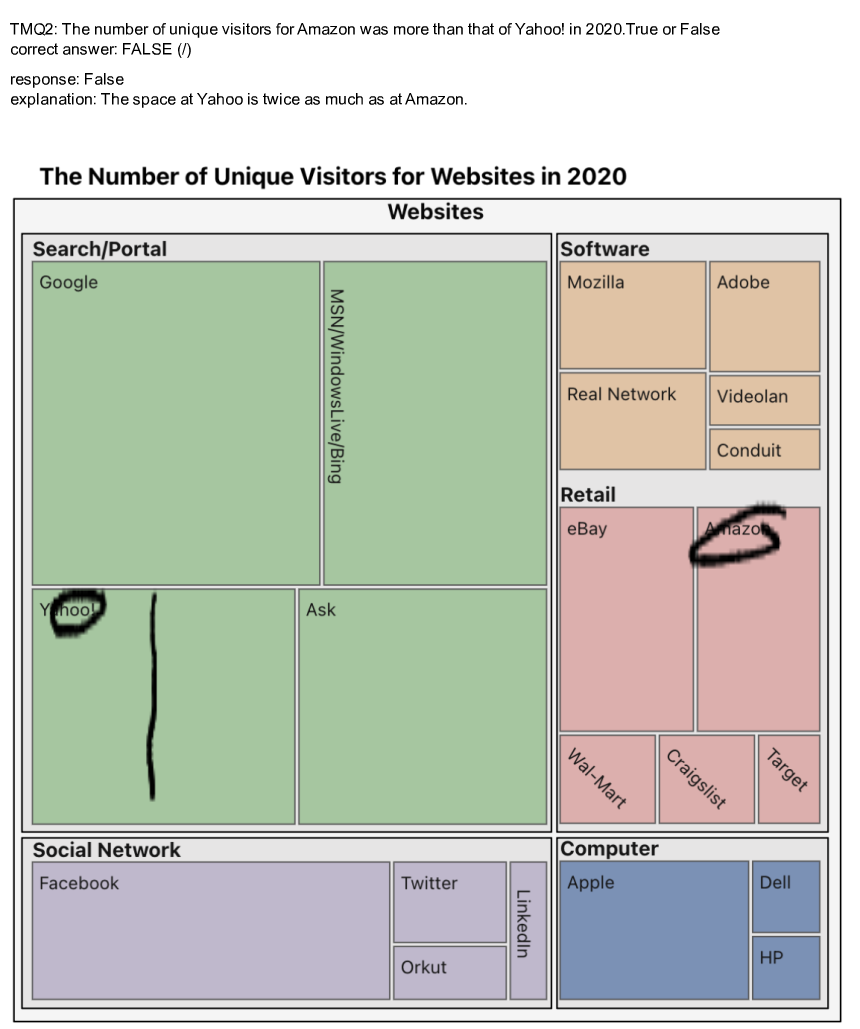 TMQ2: The number of unique visitors for Amazon was more than that of Yahoo! in 2020.True or False
correct answer: FALSE (/)
response: False
explanation: The space at Yahoo is twice as much as at Amazon.
The Number of Unique Visitors for Websites in 2020
Websites
Search/Portal
Google
MSN/WindowsLive/Bing
Yahoo!
Ask
Software
Mozilla
Adobe
Real Network
Videolan
Conduit
Retail
eBay
Amazon
Wal-Mart
Craigslist
Target
Social Network
Facebook
Twitter
Orkut
LinkedIn
Computer
Apple
Dell
HP